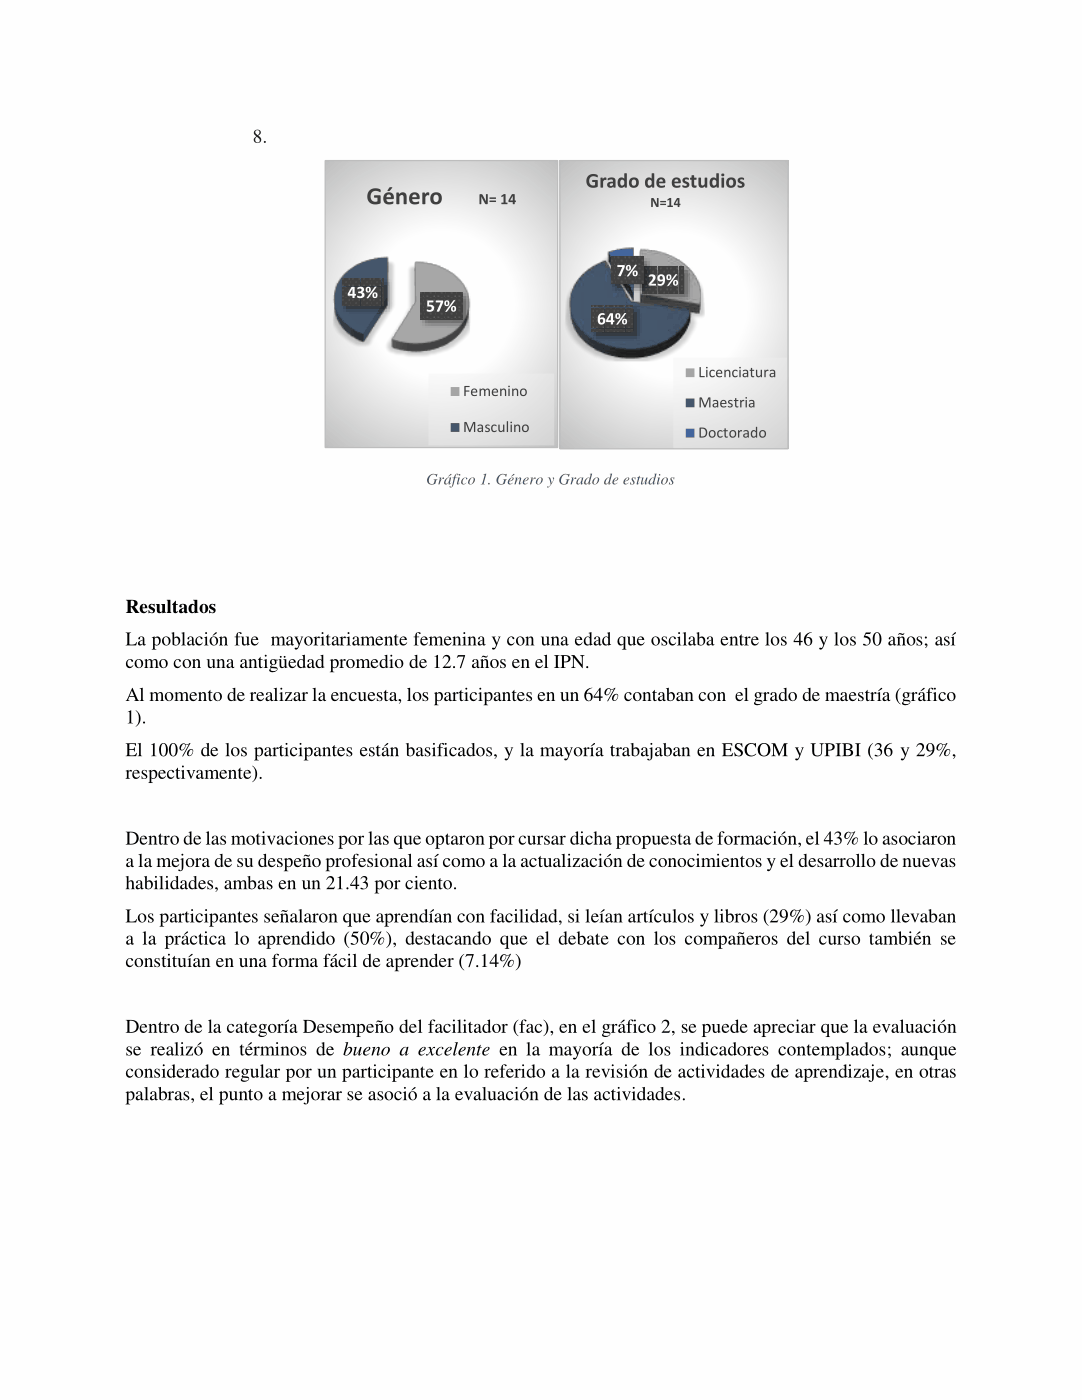 8.
Género N= 14
43%
57%
Femenino
Masculino
Grado de estudios
N=14
7%
29%
64%
Licenciatura
Maestria
Doctorado
Gráfico 1. Género y Grado de estudios
Resultados
La población fue mayoritariamente femenina y con una edad que oscilaba entre los 46 y los 50 años; así
como con una antigüedad promedio de 12.7 años en el IPN.
Al momento de realizar la encuesta, los participantes en un 64% contaban con el grado de maestría (gráfico
1).
El 100% de los participantes están basificados, y la mayoría trabajaban en ESCOM y UPIBI (36 y 29%,
respectivamente).
Dentro de las motivaciones por las que optaron por cursar dicha propuesta de formación, el 43% lo asociaron
a la mejora de su despeño profesional así como a la actualización de conocimientos y el desarrollo de nuevas
habilidades, ambas en un 21.43 por ciento.
Los participantes señalaron que aprendían con facilidad, si leían artículos y libros (29%) así como llevaban
a la práctica lo aprendido (50%), destacando que el debate con los compañeros del curso también se
constituían en una forma fácil de aprender (7.14%)
Dentro de la categoría Desempeño del facilitador (fac), en el gráfico 2, se puede apreciar que la evaluación
se realizó en términos de bueno a excelente en la mayoría de los indicadores contemplados; aunque
considerado regular por un participante en lo referido a la revisión de actividades de aprendizaje, en otras
palabras, el punto a mejorar se asoció a la evaluación de las actividades.